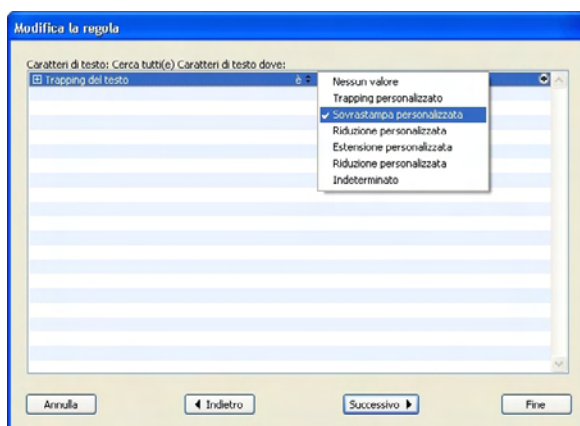 Modifica la regola
Caratteri di testo: Cerca tutti(e) Caratteri di testo dove:
Trapping del testo è
Nessun valore
Trapping personalizzato
Sovrastampa personalizzata
Riduzione personalizzata
Estensione personalizzata
Riduzione personalizzata
Indeterminato
Annulla Indietro Successivo Fine